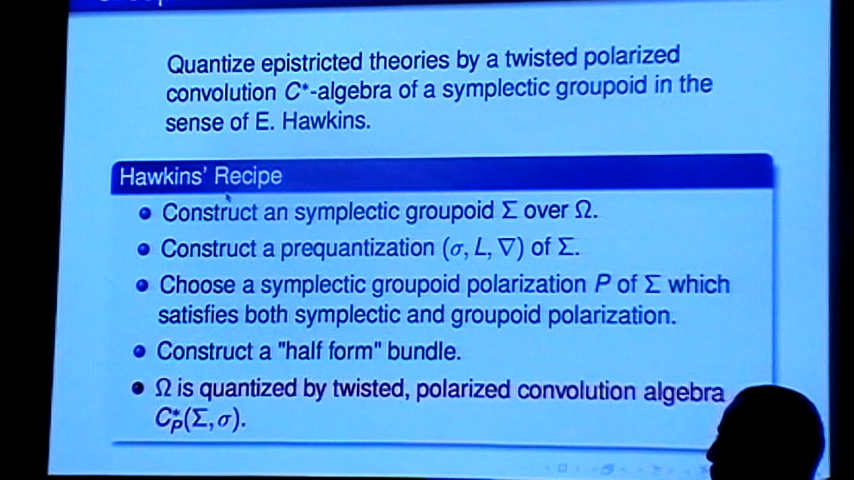 Quantize epistricted theories by a twisted polarized
convolution C*-algebra of a symplectic groupoid in the
sense of E. Hawkins.
Hawkins' Recipe
Construct an symplectic groupoid Σ over Ω.
Construct a prequantization (σ, L, ∇) of Σ.
Choose a symplectic groupoid polarization P of Σ which
satisfies both symplectic and groupoid polarization.
Construct a "half form" bundle.
Ω is quantized by twisted, polarized convolution algebra
C*P(Σ, σ).